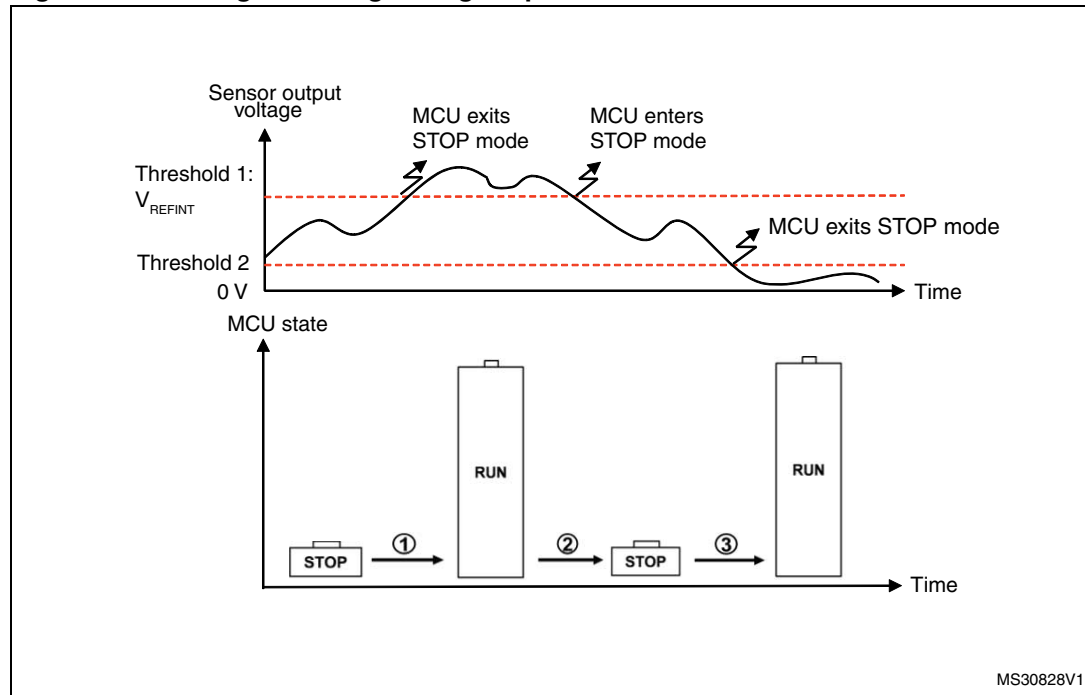 Sensor output
voltage
MCU exits
STOP mode
MCU enters
STOP mode
Threshold 1:
VREFINT
MCU exits STOP mode
Threshold 2
0 V
Time
MCU state
RUN
RUN
STOP
①
②
STOP
③
Time
MS30828V1